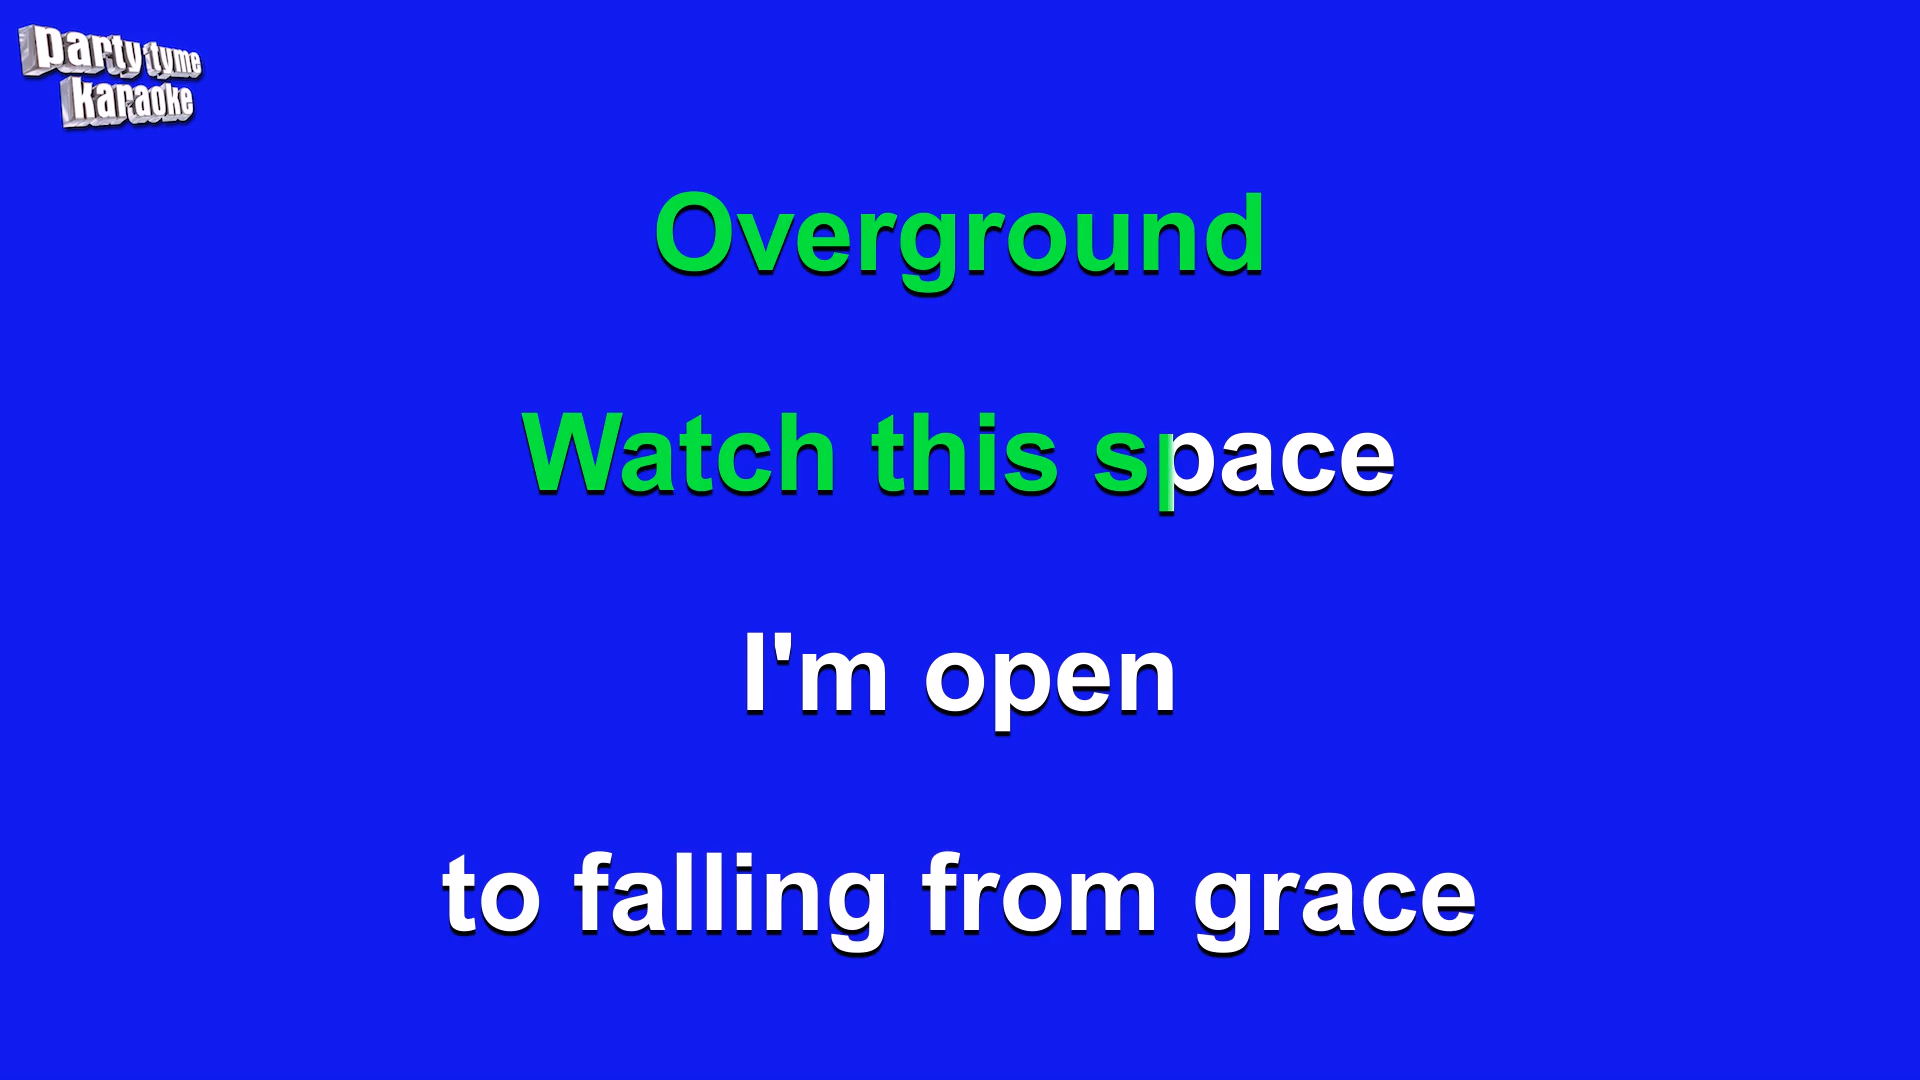 party tyme
karaoke
Overground
Watch this space
I'm open
to falling from grace